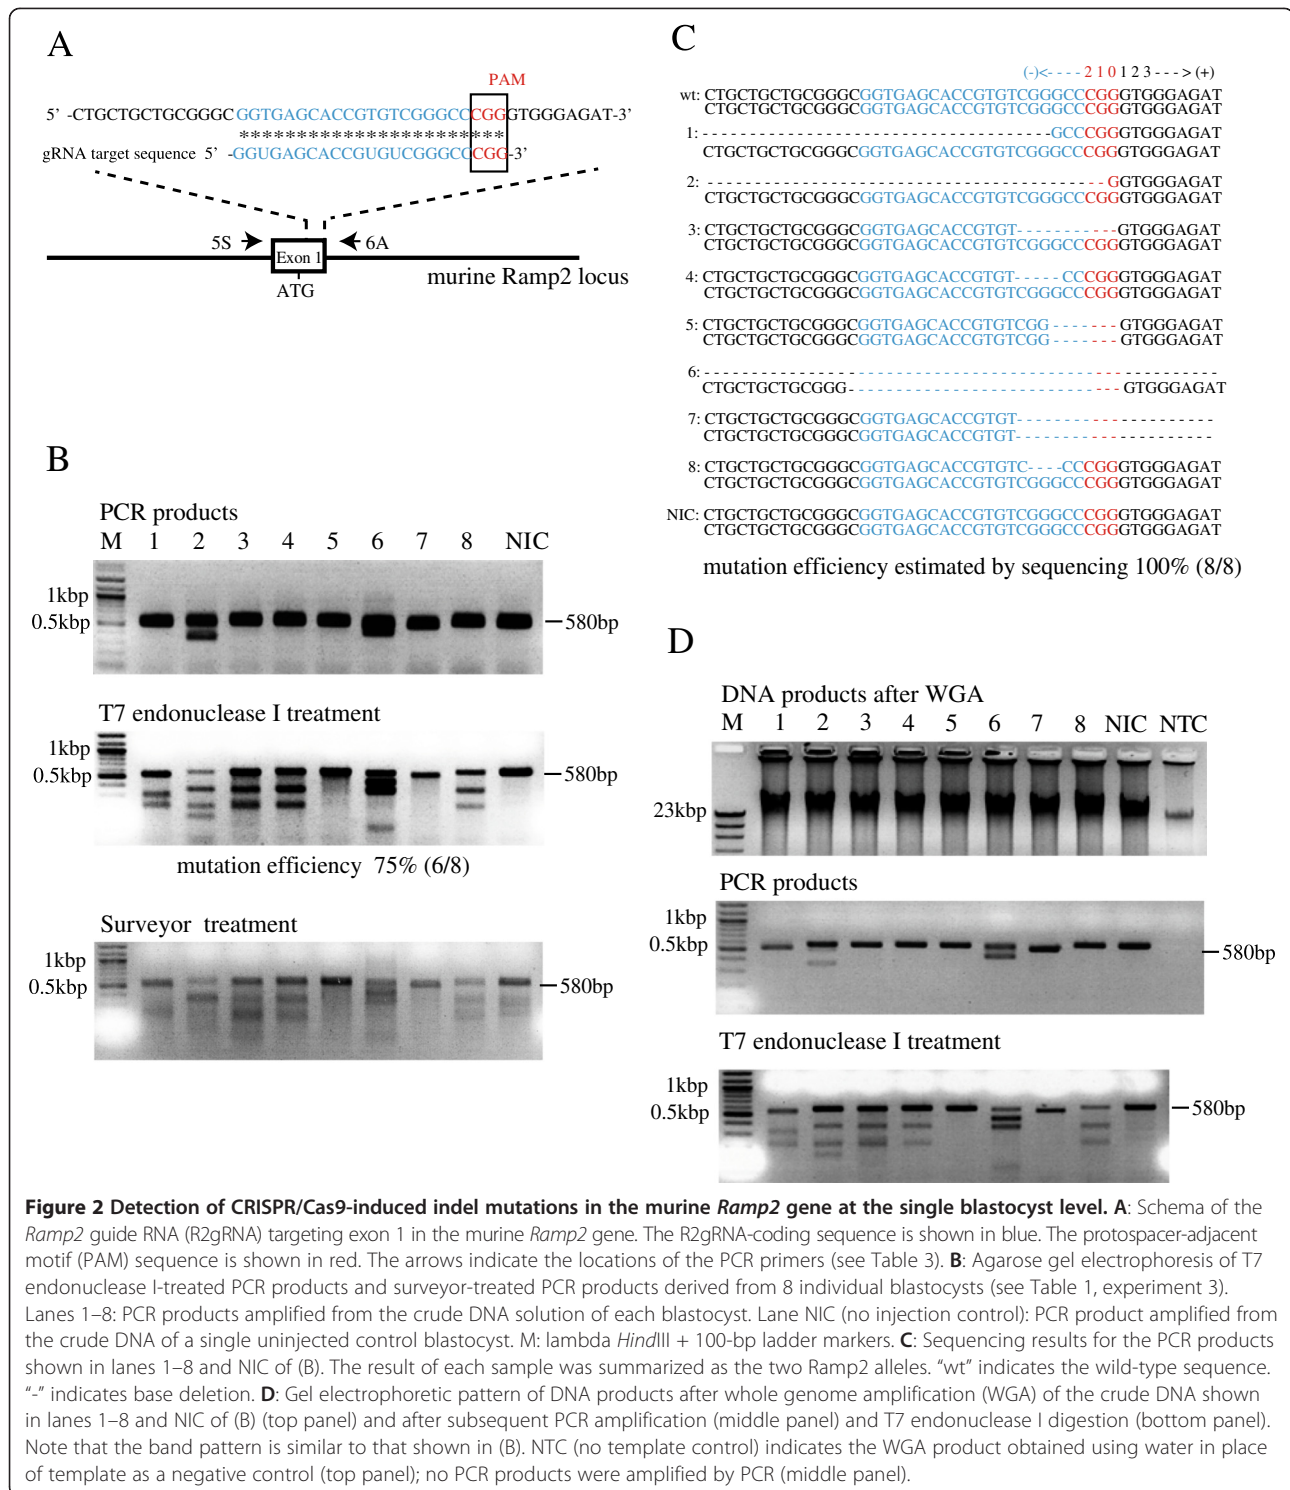 A
PAM
5' -CTGCTGCTGCGGGCGGTGAGCACCGTGTCGGGCCCGGGTGGGAGAT-3'
***********************
gRNA target sequence 5' -GGUGAGCACCGUGUCGGGCCCGG-3'
5S
6A
Exon 1
ATG
murine Ramp2 locus
B
PCR products
M 1 2 3 4 5 6 7 8 NIC
1kbp
0.5kbp
580bp
T7 endonuclease I treatment
1kbp
0.5kbp
580bp
mutation efficiency 75% (6/8)
Surveyor treatment
1kbp
0.5kbp
580bp
C
(-)<----2 1 0 1 2 3 ---> (+)
wt: CTGCTGCTGCGGGCGGTGAGCACCGTGTCGGGCCCGGGTGGGAGAT
CTGCTGCTGCGGGCGGTGAGCACCGTGTCGGGCCCGGGTGGGAGAT
1: -------------------------------GCCCGGGTGGGAGAT
CTGCTGCTGCGGGCGGTGAGCACCGTGTCGGGCCCGGGTGGGAGAT
2: ------------------------------------GGTGGGAGAT
CTGCTGCTGCGGGCGGTGAGCACCGTGTCGGGCCCGGGTGGGAGAT
3: CTGCTGCTGCGGGCGGTGAGCACCGTGT---------GTGGGAGAT
CTGCTGCTGCGGGCGGTGAGCACCGTGTCGGGCCCGGGTGGGAGAT
4: CTGCTGCTGCGGGCGGTGAGCACCGTGT-----CCCGGGTGGGAGAT
CTGCTGCTGCGGGCGGTGAGCACCGTGTCGGGCCCGGGTGGGAGAT
5: CTGCTGCTGCGGGCGGTGAGCACCGTGTCGG-------GTGGGAGAT
CTGCTGCTGCGGGCGGTGAGCACCGTGTCGG-------GTGGGAGAT
6: ----------------------------------------------
CTGCTGCTGCGGG------------------------GTGGGAGAT
7: CTGCTGCTGCGGGCGGTGAGCACCGTGT------------------
CTGCTGCTGCGGGCGGTGAGCACCGTGT------------------
8: CTGCTGCTGCGGGCGGTGAGCACCGTGTC----CCCGGGTGGGAGAT
CTGCTGCTGCGGGCGGTGAGCACCGTGTCGGGCCCGGGTGGGAGAT
NIC: CTGCTGCTGCGGGCGGTGAGCACCGTGTCGGGCCCGGGTGGGAGAT
CTGCTGCTGCGGGCGGTGAGCACCGTGTCGGGCCCGGGTGGGAGAT
mutation efficiency estimated by sequencing 100% (8/8)
D
DNA products after WGA
M 1 2 3 4 5 6 7 8 NIC NTC
23kbp
PCR products
1kbp
0.5kbp
580bp
T7 endonuclease I treatment
1kbp
0.5kbp
580bp
Figure 2 Detection of CRISPR/Cas9-induced indel mutations in the murine Ramp2 gene at the single blastocyst level. A: Schema of the
Ramp2 guide RNA (R2gRNA) targeting exon 1 in the murine Ramp2 gene. The R2gRNA-coding sequence is shown in blue. The protospacer-adjacent
motif (PAM) sequence is shown in red. The arrows indicate the locations of the PCR primers (see Table 3). B: Agarose gel electrophoresis of T7
endonuclease I-treated PCR products and surveyor-treated PCR products derived from 8 individual blastocysts (see Table 1, experiment 3).
Lanes 1–8: PCR products amplified from the crude DNA solution of each blastocyst. Lane NIC (no injection control): PCR product amplified from
the crude DNA of a single uninjected control blastocyst. M: lambda HindIII + 100-bp ladder markers. C: Sequencing results for the PCR products
shown in lanes 1–8 and NIC of (B). The result of each sample was summarized as the two Ramp2 alleles. “wt” indicates the wild-type sequence.
“-” indicates base deletion. D: Gel electrophoretic pattern of DNA products after whole genome amplification (WGA) of the crude DNA shown
in lanes 1–8 and NIC of (B) (top panel) and after subsequent PCR amplification (middle panel) and T7 endonuclease I digestion (bottom panel).
Note that the band pattern is similar to that shown in (B). NTC (no template control) indicates the WGA product obtained using water in place
of template as a negative control (top panel); no PCR products were amplified by PCR (middle panel).